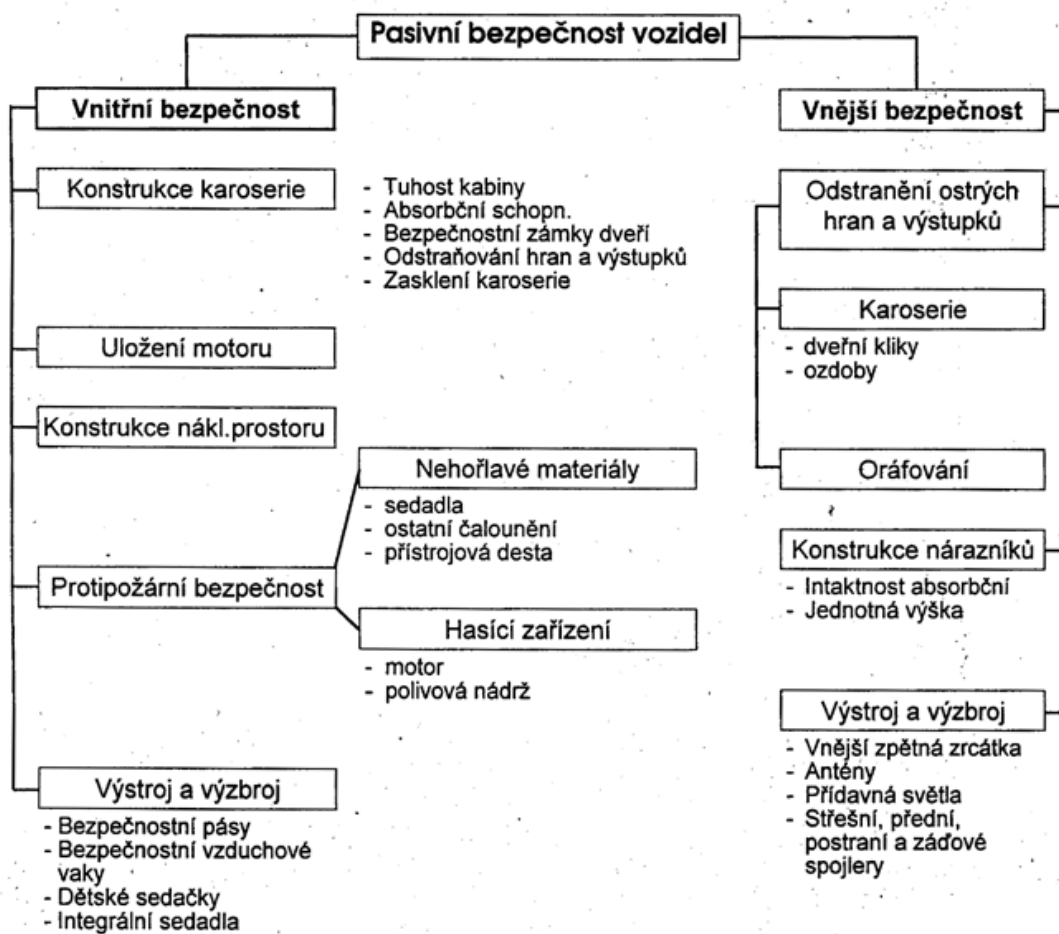 Pasivní bezpečnost vozidel
Vnitřní bezpečnost
Konstrukce karoserie
- Tuhost kabiny
- Absorbční schopn.
- Bezpečnostní zámky dveří
- Odstraňování hran a výstupků
- Zasklení karoserie
Uložení motoru
Konstrukce nákl.prostoru
Protipožární bezpečnost
Nehořlavé materiály
- sedadla
- ostatní čalounění
- přístrojová desta
Hasící zařízení
- motor
- polivová nádrž
Výstroj a výzbroj
- Bezpečnostní pásy
- Bezpečnostní vzduchové
vaky
- Dětské sedačky
- Integrální sedadla
Vnější bezpečnost
Odstranění ostrých
hran a výstupků
Karoserie
- dveřní kliky
- ozdoby
Oráfování
Konstrukce nárazníků
- Intaktnost absorbční
- Jednotná výška
Výstroj a výzbroj
- Vnější zpětná zrcátka
- Antény
- Přídavná světla
- Střešní, přední,
postraní a záďové
spojlery